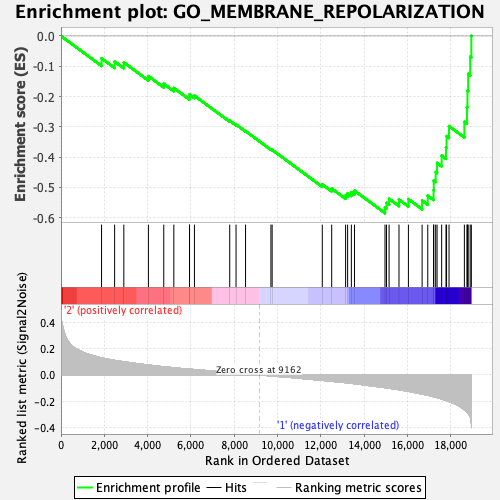 Enrichment plot: GO_MEMBRANE_REPOLARIZATION
Enrichment score (ES)
0.0
-0.1
-0.2
-0.3
-0.4
-0.5
-0.6
'2' (positively correlated)
Ranked list metric (Signal2Noise)
0.4
0.2
0.0
-0.2
-0.4
Zero cross at 9162
'1' (negatively correlated)
0 2,000 4,000 6,000 8,000 10,000 12,000 14,000 16,000 18,000
Rank in Ordered Dataset
Enrichment profile Hits Ranking metric scores